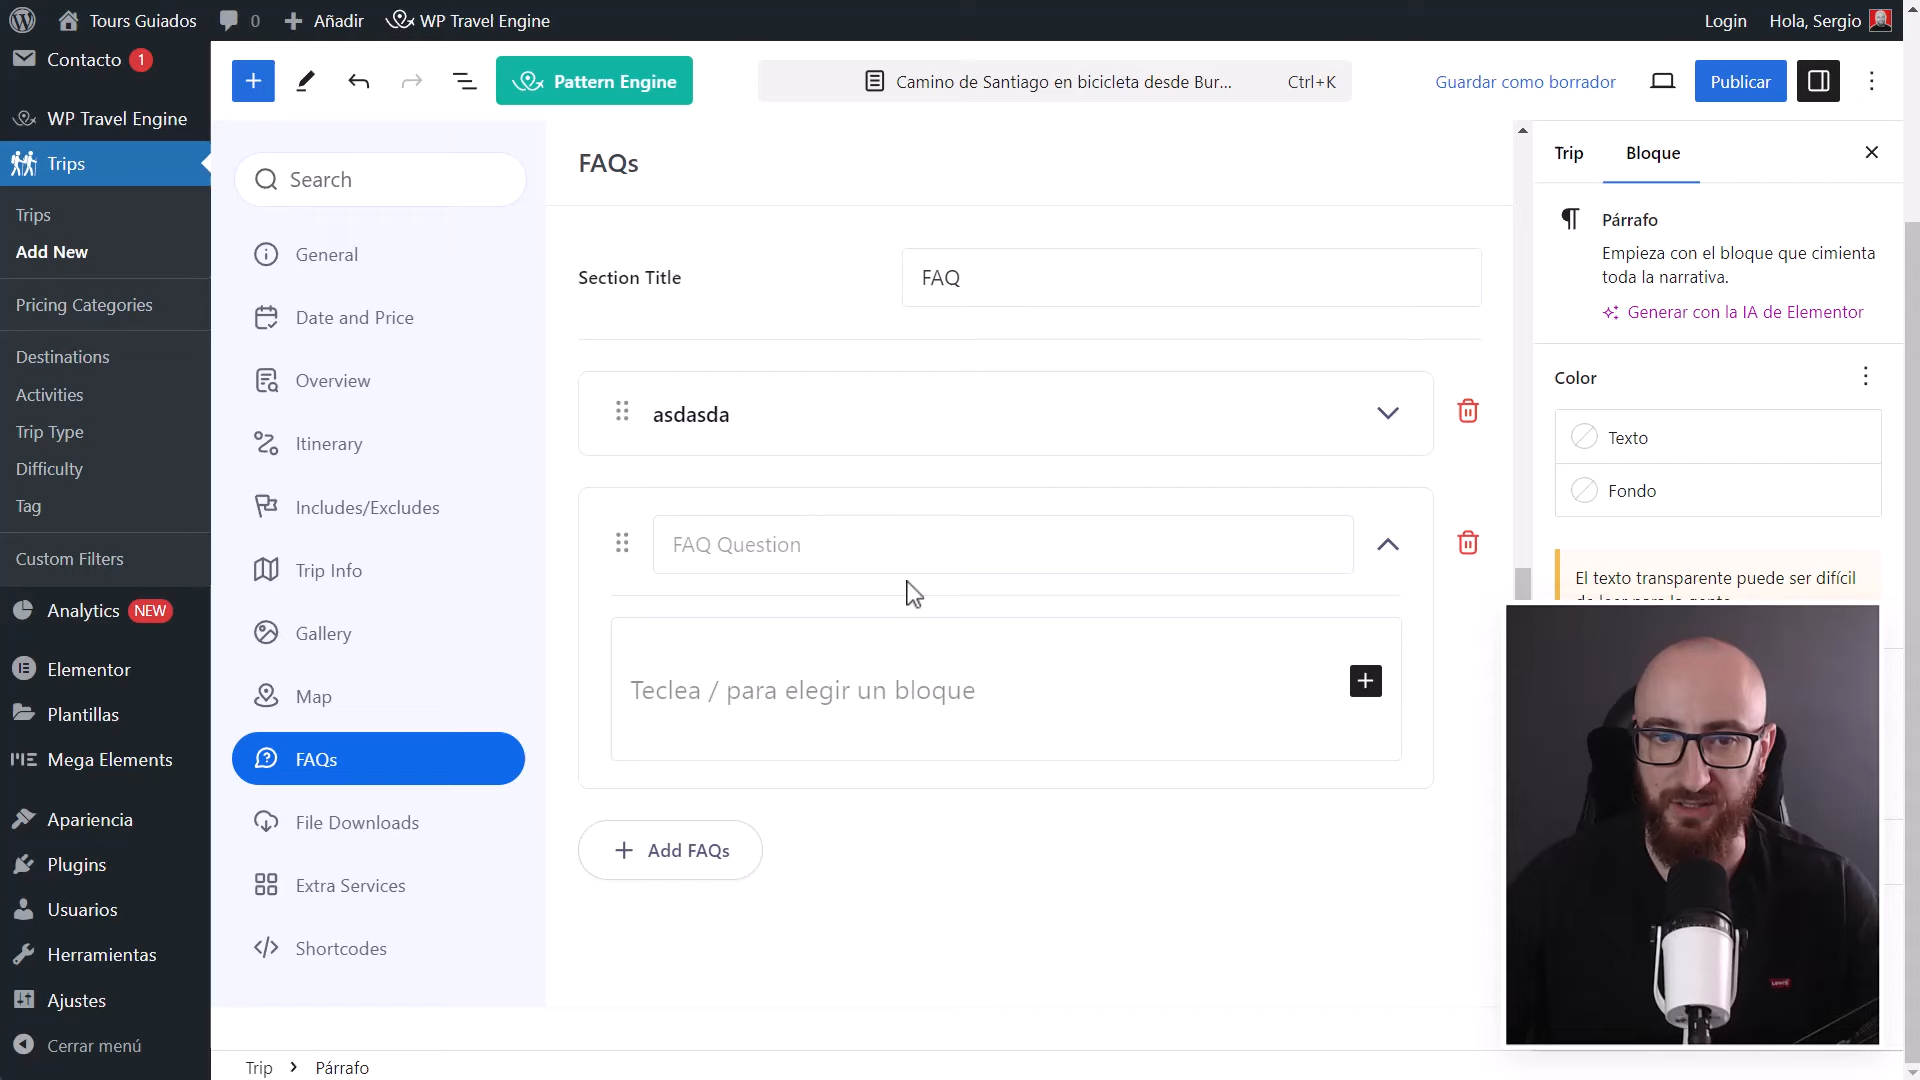 Tours Guiados
0
Añadir
WP Travel Engine
Login
Hola, Sergio
Contacto 1
WP Travel Engine
Trips
Trips
Add New
Pricing Categories
Destinations
Activities
Trip Type
Difficulty
Tag
Custom Filters
Analytics NEW
Elementor
Plantillas
Mega Elements
Apariencia
Plugins
Usuarios
Herramientas
Ajustes
Cerrar menú
Pattern Engine
Camino de Santiago en bicicleta desde Bur... Ctrl+K
Guardar como borrador
Publicar
Search
General
Date and Price
Overview
Itinerary
Includes/Excludes
Trip Info
Gallery
Map
FAQs
File Downloads
Extra Services
Shortcodes
FAQs
Section Title
FAQ
asdasda
FAQ Question
Teclea / para elegir un bloque
Add FAQs
Trip
Bloque
Párrafo
Empieza con el bloque que cimienta
toda la narrativa.
Generar con la IA de Elementor
Color
Texto
Fondo
El texto transparente puede ser difícil
Trip > Párrafo